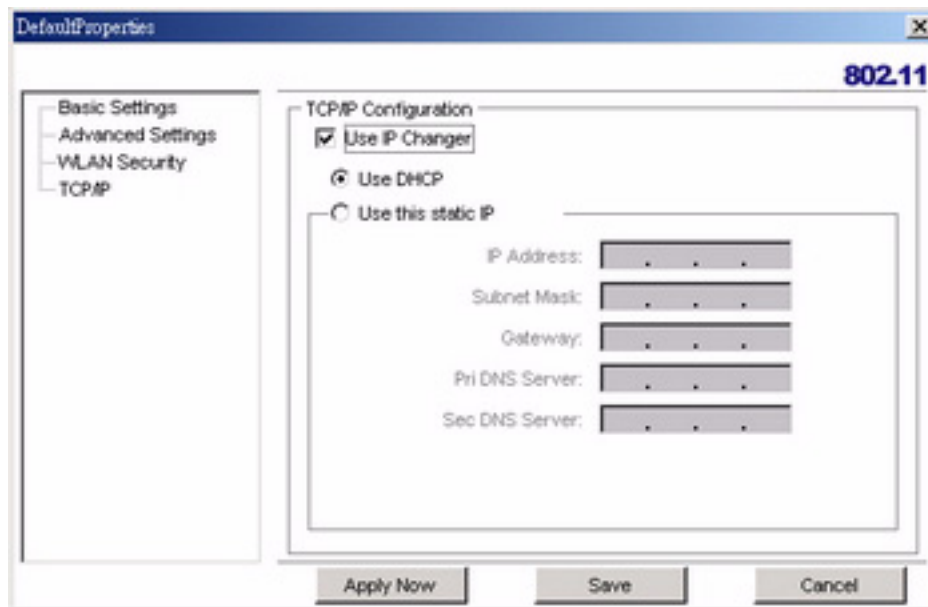 DefaultProperties
802.11
Basic Settings
Advanced Settings
WLAN Security
TCP/IP
TCP/IP Configuration
Use IP Changer
Use DHCP
Use this static IP
IP Address:
Subnet Mask:
Gateway:
Pri DNS Server:
Sec DNS Server:
Apply Now
Save
Cancel